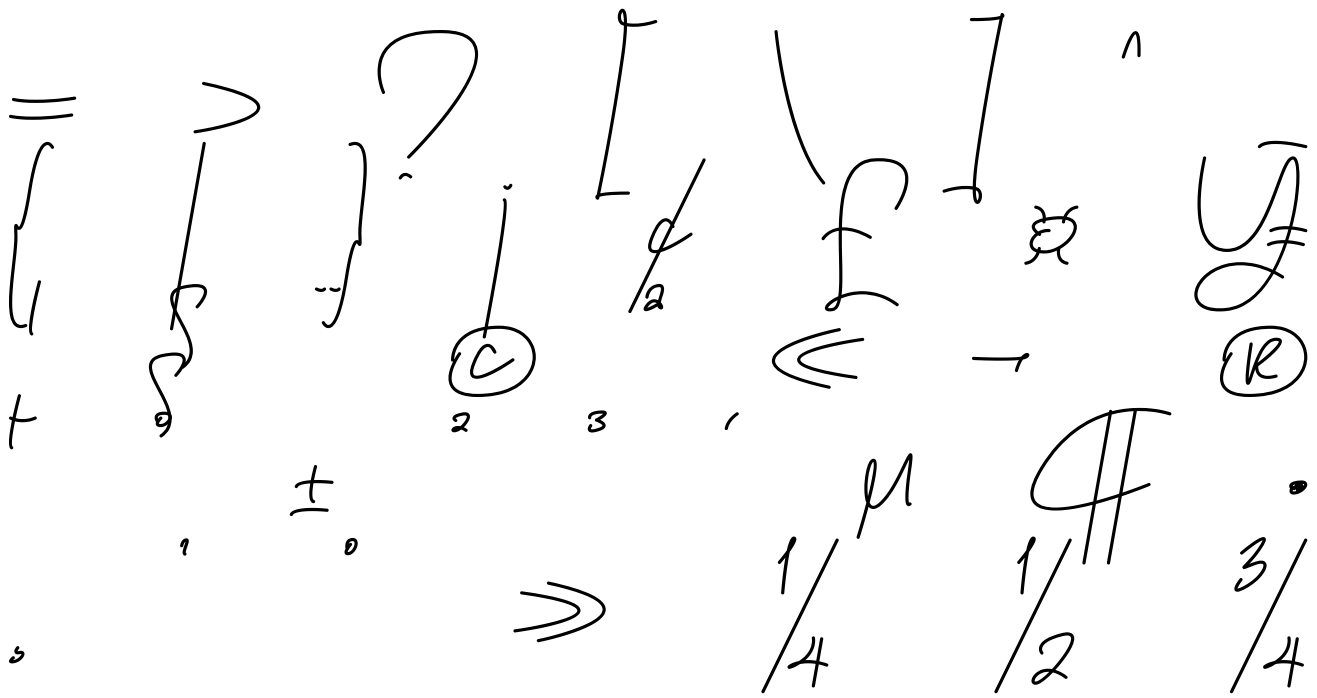 = > ? [ \ ] ^
{ | } ¡ ¢ £ ¤ ¥
¦ § ¨ © ª « ¬ ® ¯
± ° ² ³ ´ µ ¶ ·
¸ ¹ º » ¼ ½ ¾